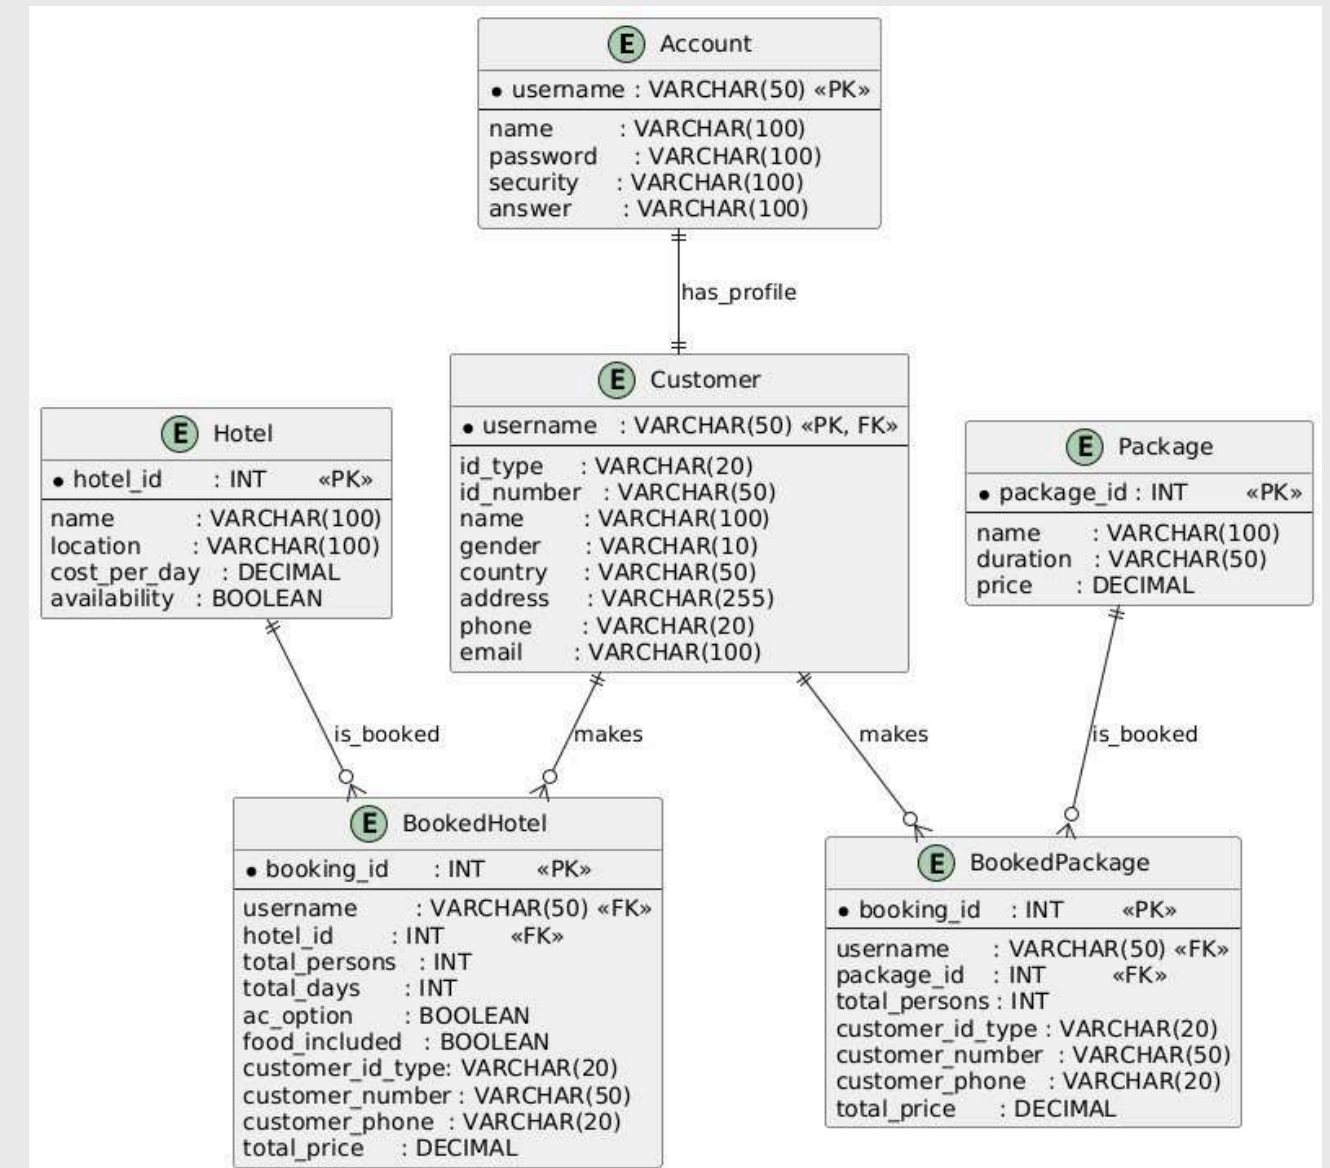 E Account
username : VARCHAR(50) «PK»
name : VARCHAR(100)
password : VARCHAR(100)
security : VARCHAR(100)
answer : VARCHAR(100)
has_profile
E Customer
username : VARCHAR(50) «PK, FK»
id_type : VARCHAR(20)
id_number : VARCHAR(50)
name : VARCHAR(100)
gender : VARCHAR(10)
country : VARCHAR(50)
address : VARCHAR(255)
phone : VARCHAR(20)
email : VARCHAR(100)
E Hotel
hotel_id : INT «PK»
name : VARCHAR(100)
location : VARCHAR(100)
cost_per_day : DECIMAL
availability : BOOLEAN
E Package
package_id : INT «PK»
name : VARCHAR(100)
duration : VARCHAR(50)
price : DECIMAL
is_booked
makes
makes
is_booked
E BookedHotel
booking_id : INT «PK»
username : VARCHAR(50) «FK»
hotel_id : INT «FK»
total_persons : INT
total_days : INT
ac_option : BOOLEAN
food_included : BOOLEAN
customer_id_type: VARCHAR(20)
customer_number : VARCHAR(50)
customer_phone : VARCHAR(20)
total_price : DECIMAL
E BookedPackage
booking_id : INT «PK»
username : VARCHAR(50) «FK»
package_id : INT «FK»
total_persons : INT
customer_id_type : VARCHAR(20)
customer_number : VARCHAR(50)
customer_phone : VARCHAR(20)
total_price : DECIMAL